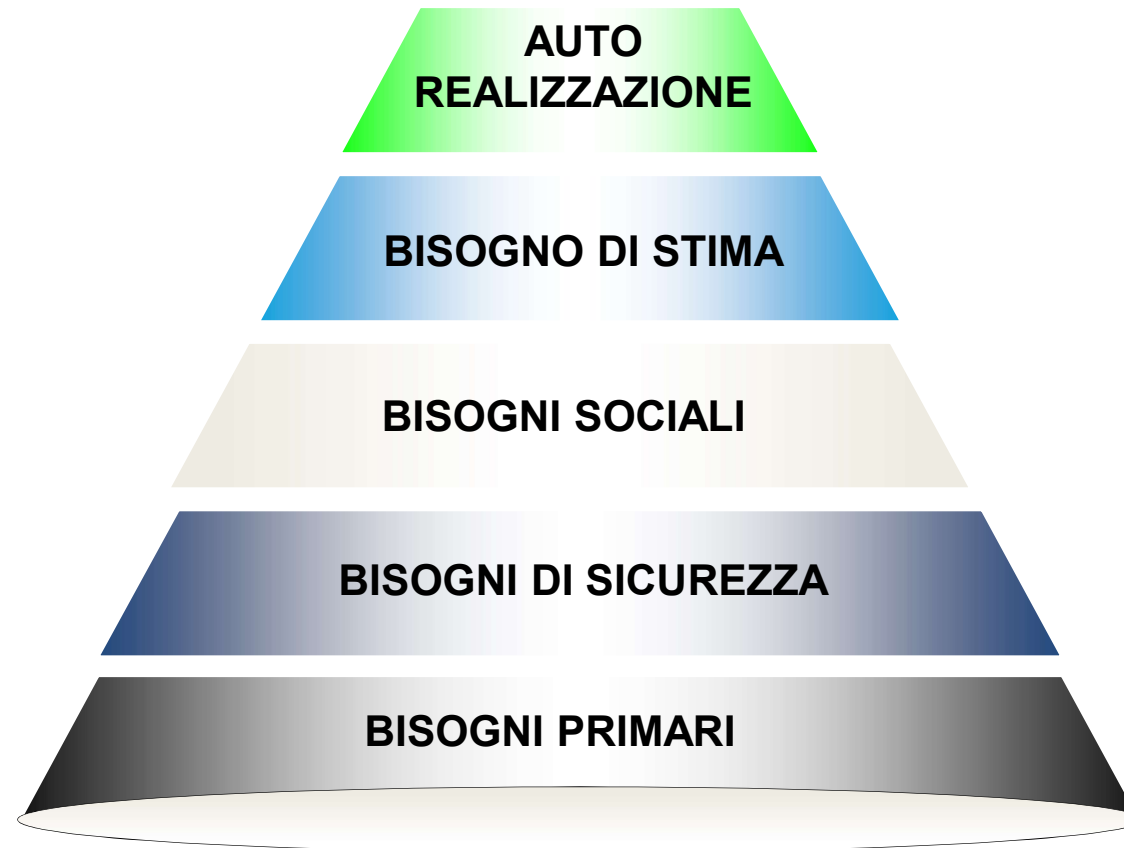 AUTO
REALIZZAZIONE
BISOGNO DI STIMA
BISOGNI SOCIALI
BISOGNI DI SICUREZZA
BISOGNI PRIMARI